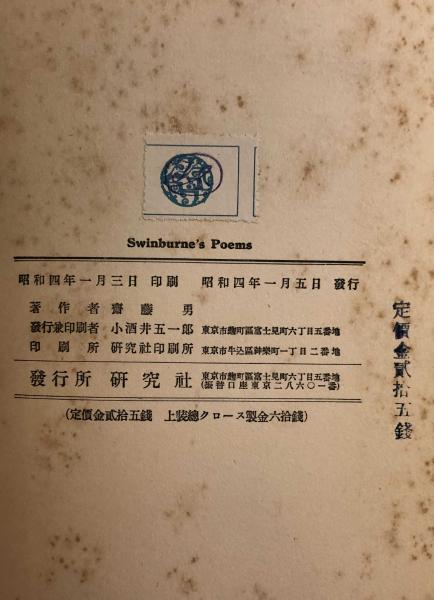 Swinburne's Poems
昭和四年一月三日 印刷 昭和四年一月五日 發行
著作者 齋藤勇
發行兼印刷者 小酒井五一郎 東京市麴町區富士見町六丁目五番地
印刷所 研究社印刷所 東京市牛込區神樂町一丁目二番地
發行所 研究社 東京市麴町區富士見町六丁目五番地
(振替口座東京二八六〇一番)
(定價金貳拾五錢 上裝總クロース製金六拾錢)
定價金貳拾五錢